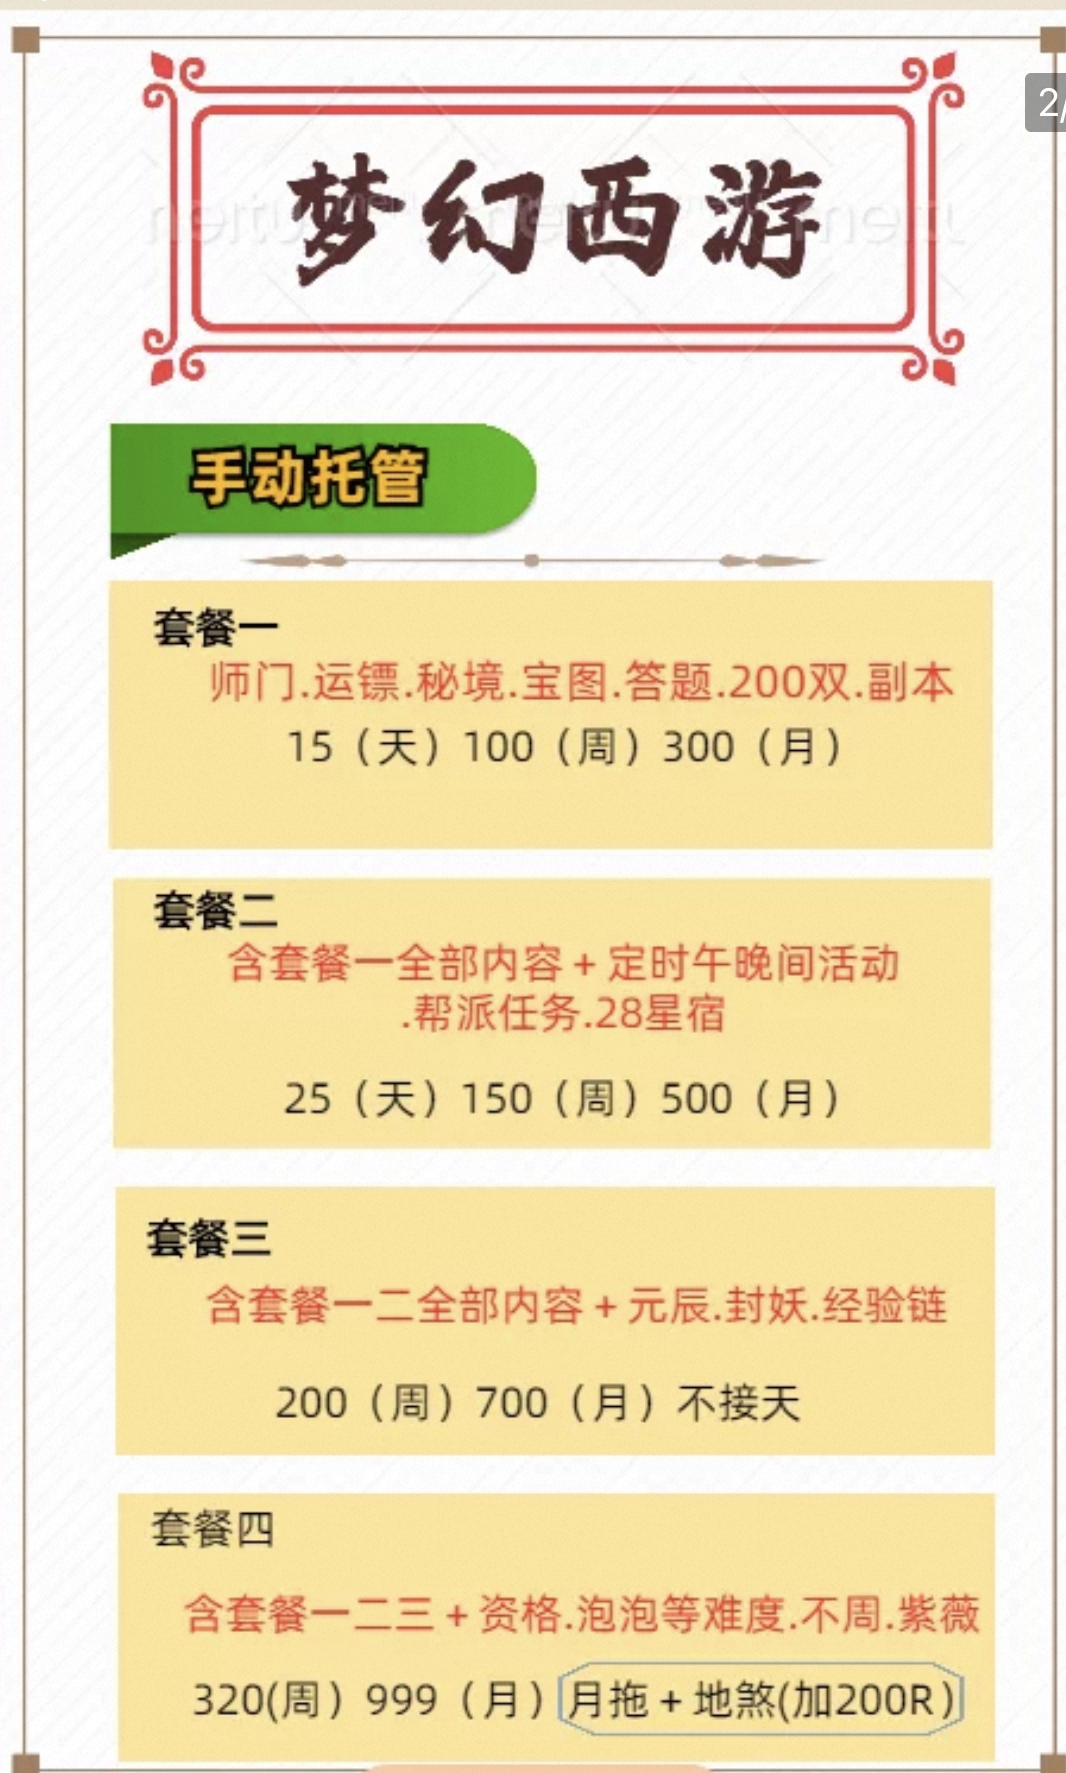 2/
梦幻西游
手动托管
套餐一
师门.运镖.秘境.宝图.答题.200双.副本
15（天）100（周）300（月）
套餐二
含套餐一全部内容+定时午晚间活动
.帮派任务.28星宿
25（天）150（周）500（月）
套餐三
含套餐一二全部内容+元辰.封妖.经验链
200（周）700（月）不接天
套餐四
含套餐一二三+资格.泡泡等难度.不周.紫薇
320(周）999（月）月拖+地煞(加200R)